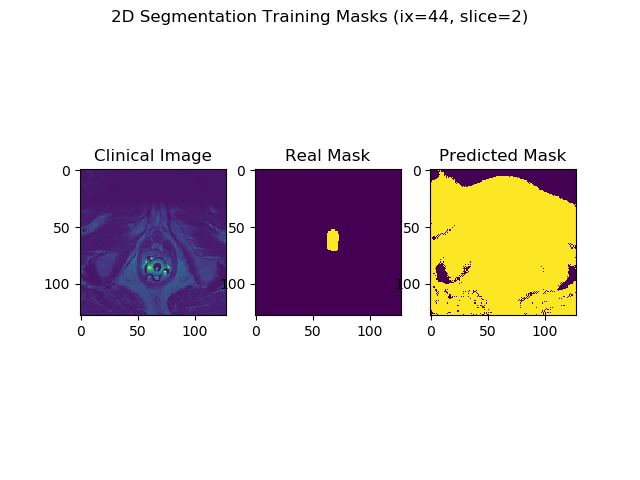 2D Segmentation Training Masks (ix=44, slice=2)
Clinical Image Real Mask Predicted Mask
0 0 0
50 50 50
100 100 100
0 50 100 0 50 100 0 50 100